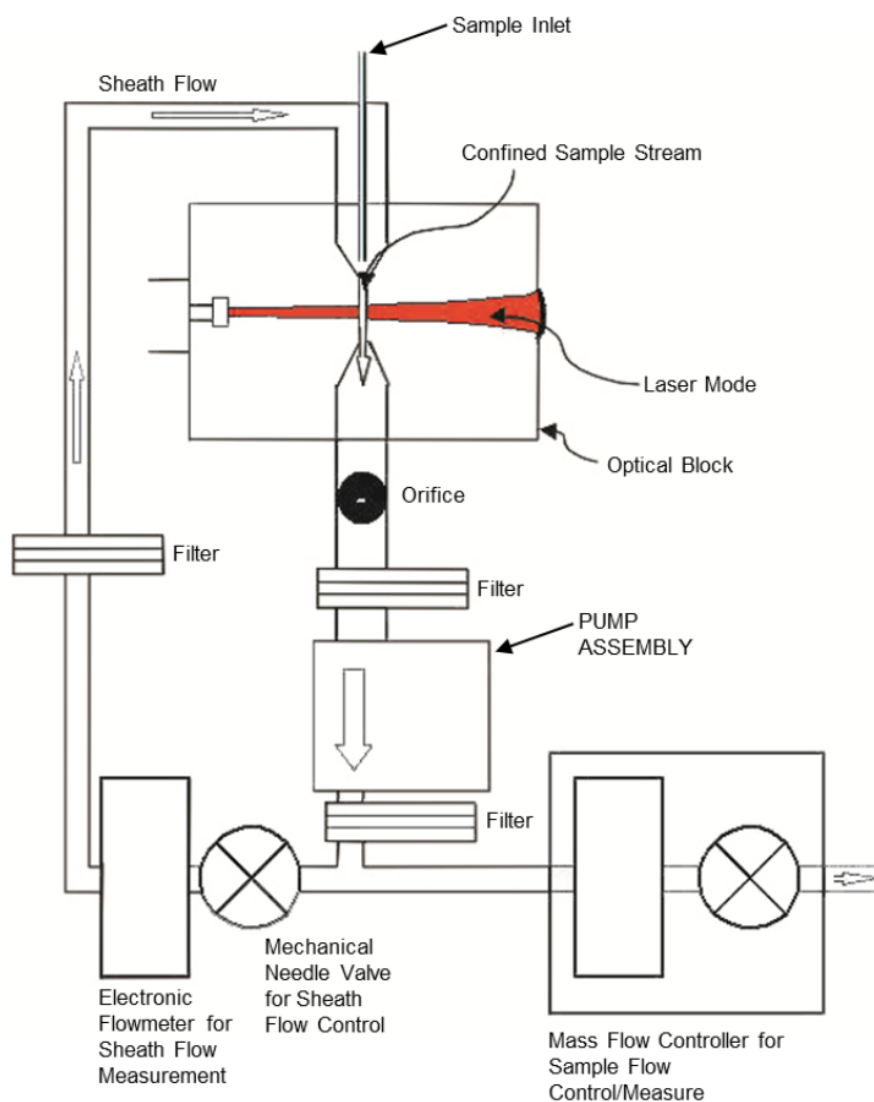 Sample Inlet
Sheath Flow
Confined Sample Stream
Laser Mode
Optical Block
Orifice
Filter
Filter
PUMP
ASSEMBLY
Filter
Mechanical
Needle Valve
for Sheath
Flow Control
Electronic
Flowmeter for
Sheath Flow
Measurement
Mass Flow Controller for
Sample Flow
Control/Measure